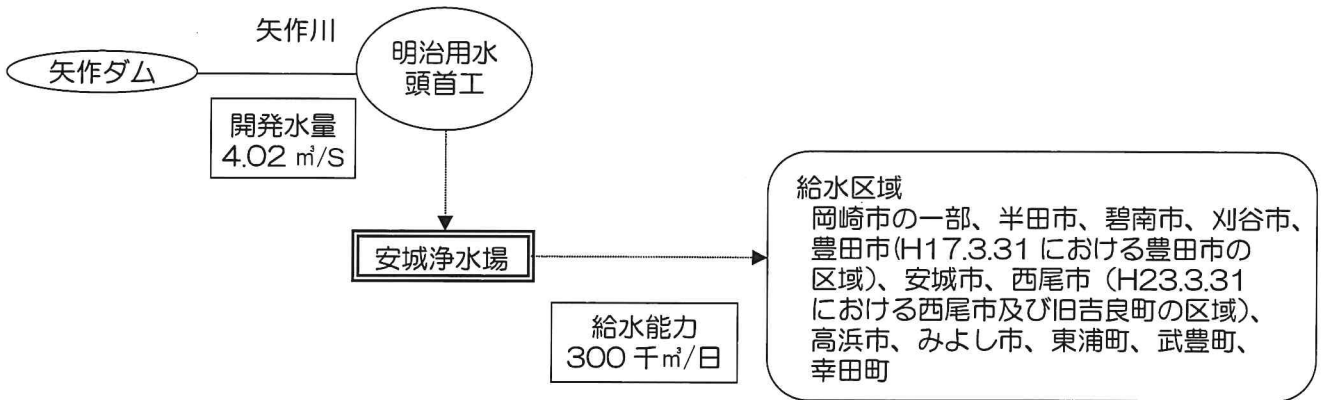 矢作川
矢作ダム
明治用水
頭首工
開発水量
4.02 ㎥/S
安城浄水場
給水能力
300 千㎥/日
給水区域
岡崎市の一部、半田市、碧南市、刈谷市、
豊田市(H17.3.31 における豊田市の
区域)、安城市、西尾市（H23.3.31
における西尾市及び旧吉良町の区域)、
高浜市、みよし市、東浦町、武豊町、
幸田町